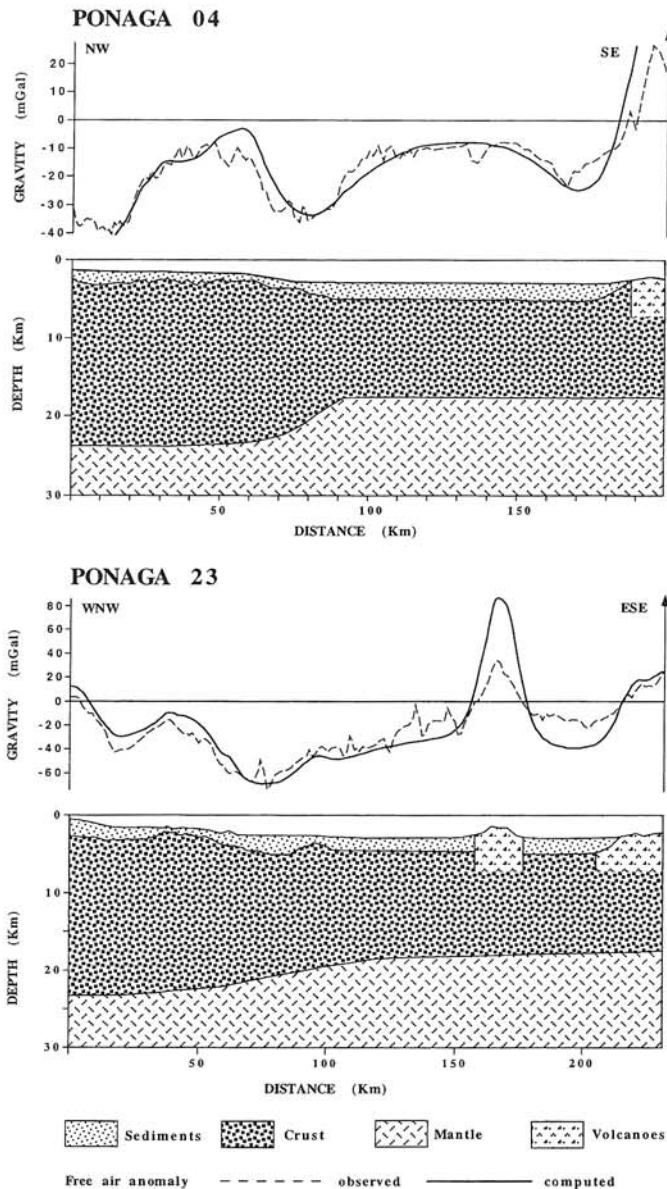 PONAGA 04
NW SE
GRAVITY (mGal)
20
10
0
-10
-20
-30
-40
DEPTH (Km)
0
10
20
30
50 100 150
DISTANCE (Km)
PONAGA 23
WNW ESE
GRAVITY (mGal)
80
60
40
20
0
-20
-40
-60
DEPTH (Km)
0
10
20
30
50 100 150 200
DISTANCE (Km)
Sediments Crust Mantle Volcanoes
Free air anomaly observed computed